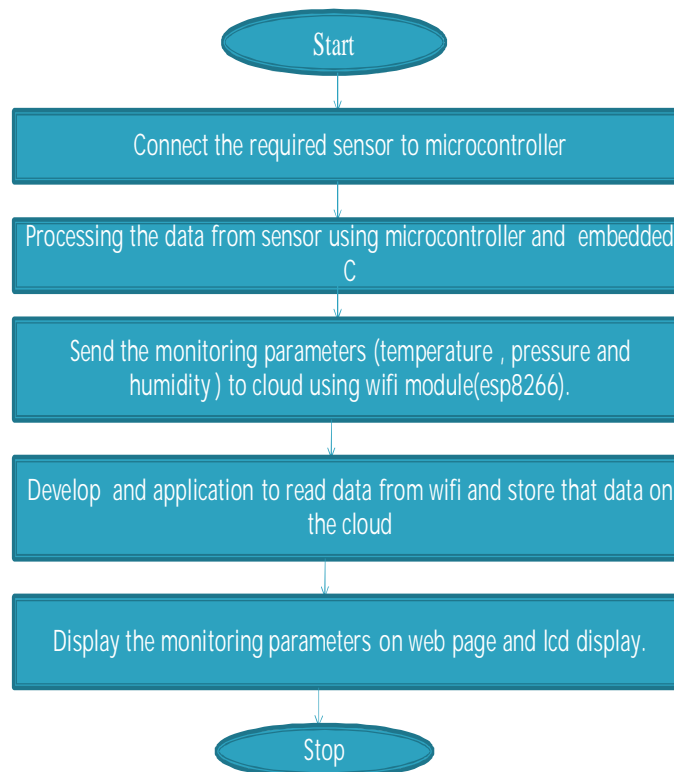 Start
Connect the required sensor to microcontroller
Processing the data from sensor using microcontroller and embedded
C
Send the monitoring parameters (temperature , pressure and
humidity ) to cloud using wifi module(esp8266).
Develop and application to read data from wifi and store that data on
the cloud
Display the monitoring parameters on web page and lcd display.
Stop